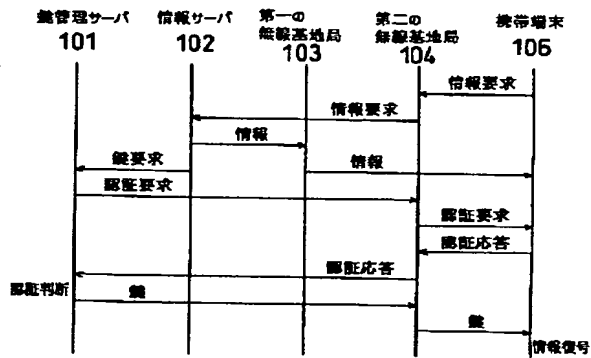 鍵管理サーバ 情報サーバ 第一の無線基地局 第二の無線基地局 携帯端末
101 102 103 104 106
情報要求
情報要求
情報
鍵要求 情報
認証要求
認証要求
認証応答
認証応答
認証判断 鍵
鍵
情報復号